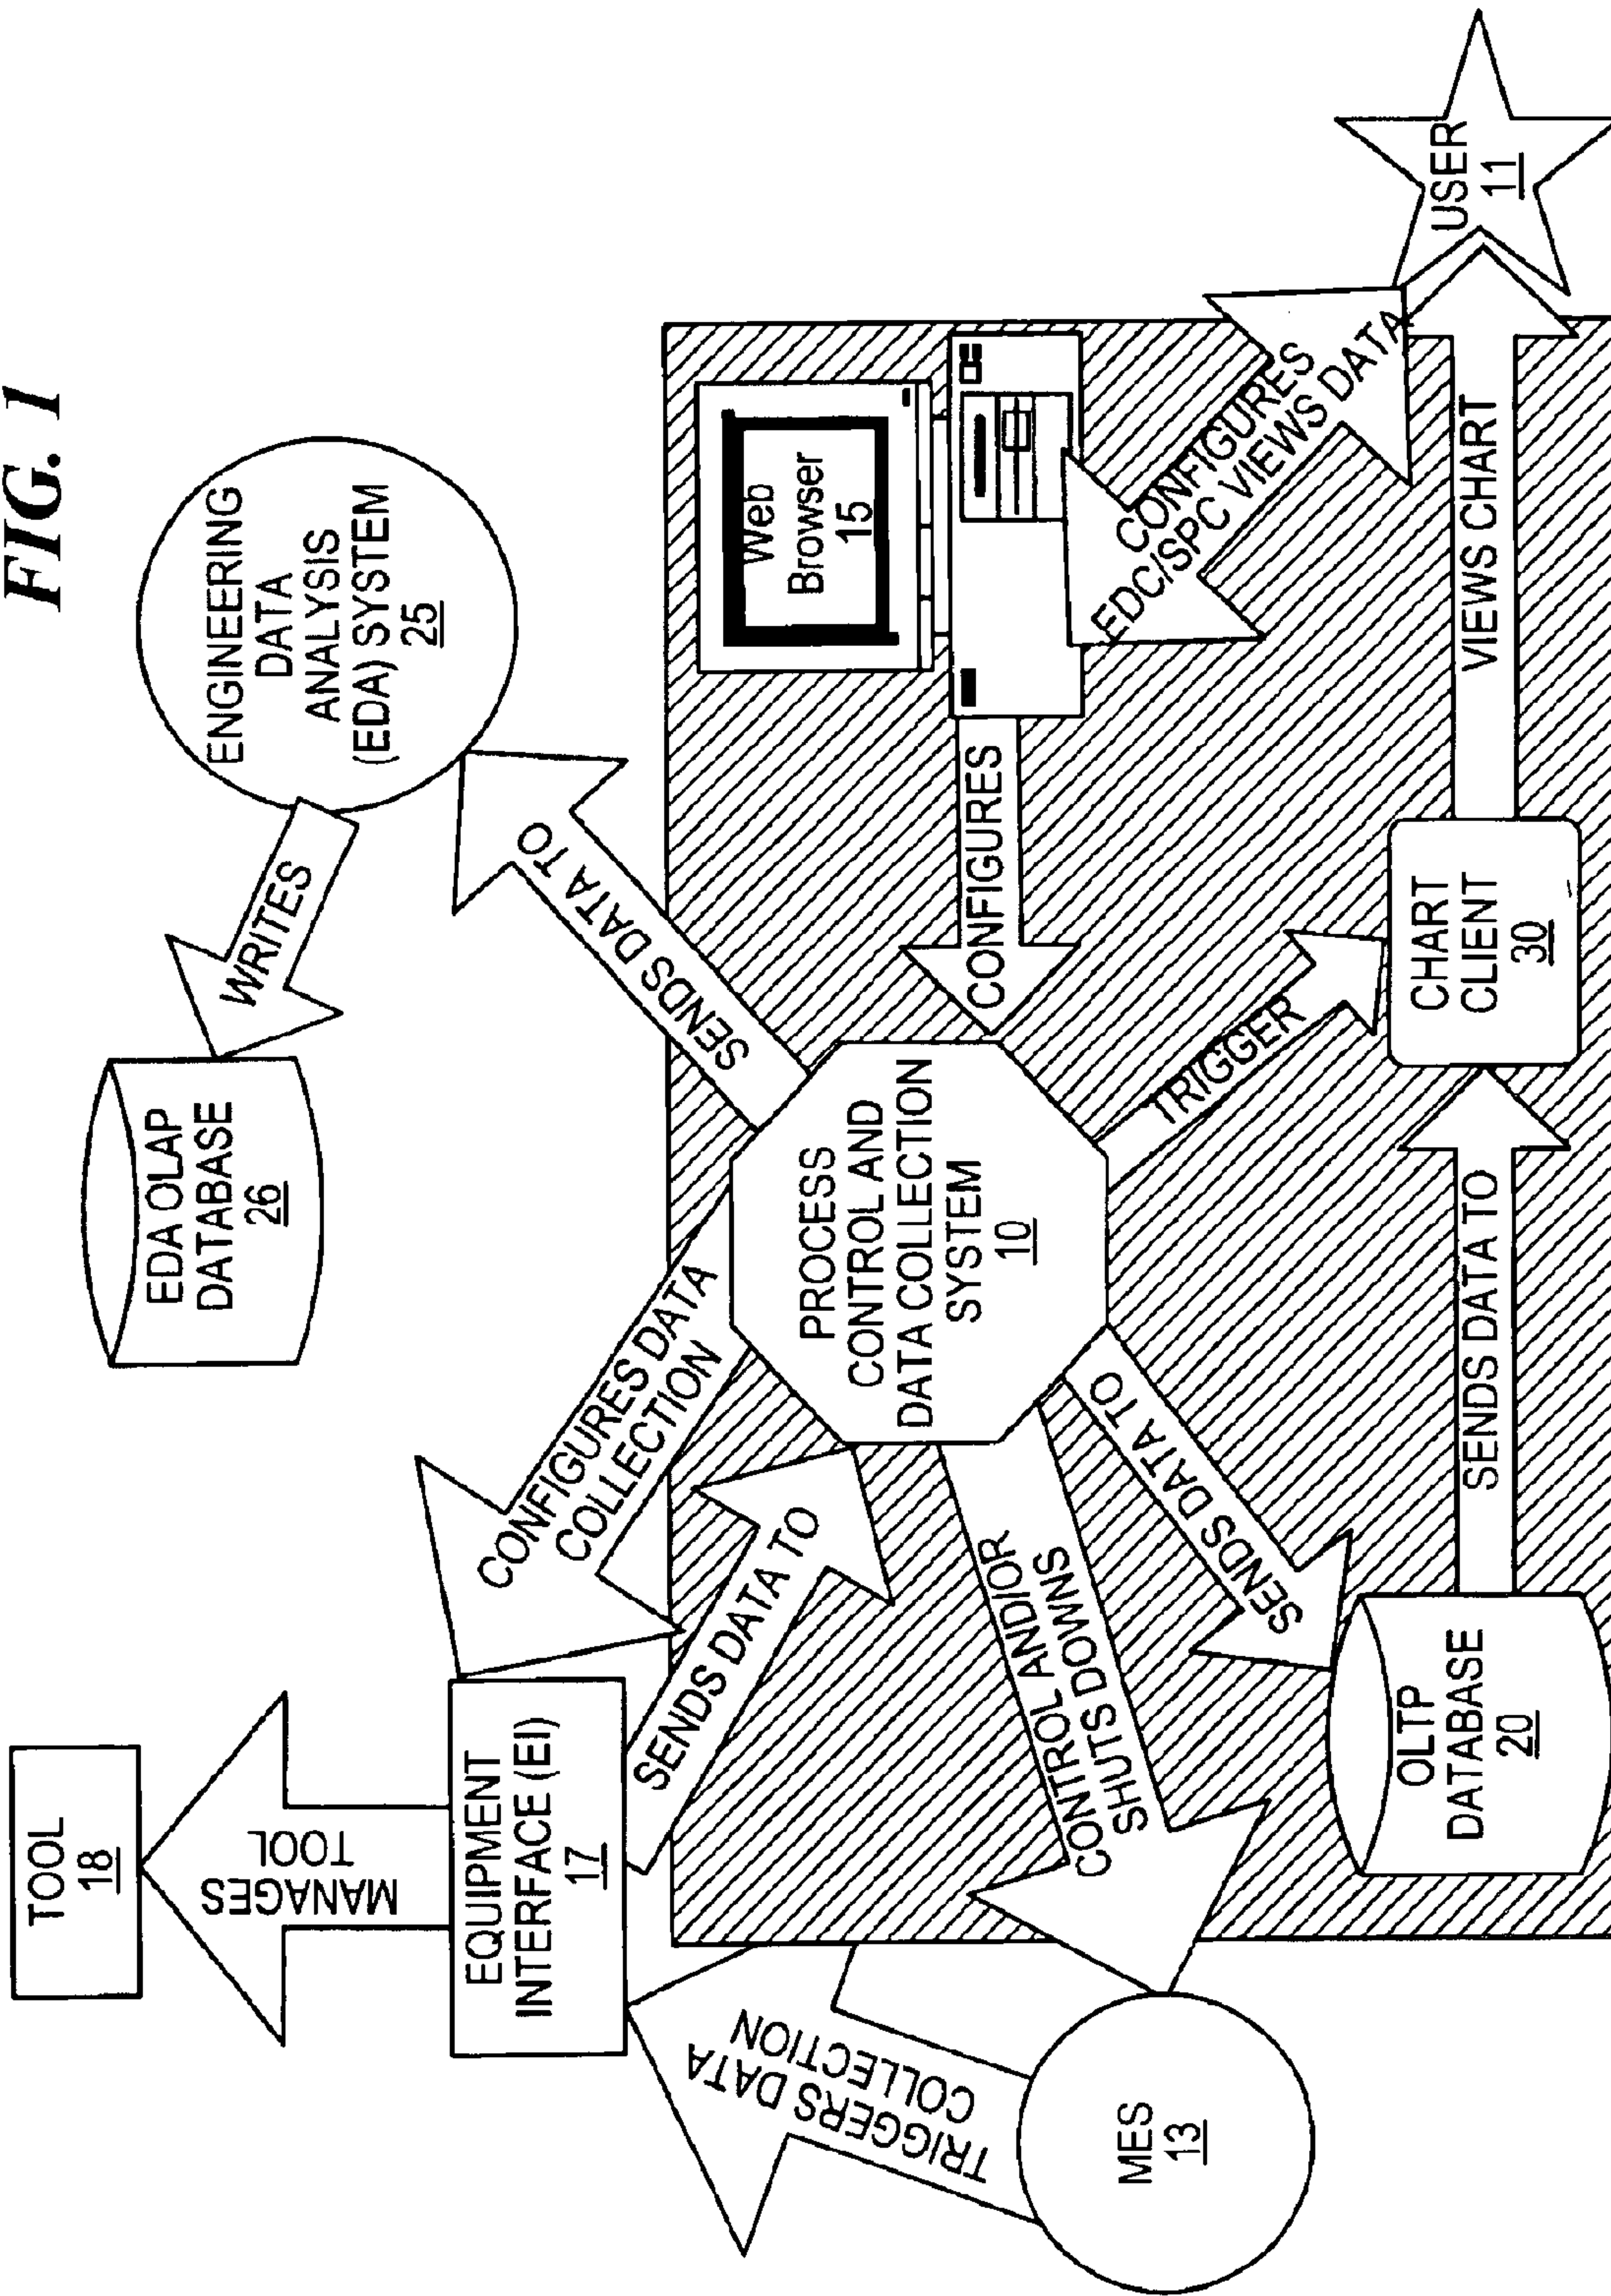 FIG. 1
TOOL
18
MANAGES
TOOL
EQUIPMENT
INTERFACE (EI)
17
EDA OLAP
DATABASE
26
WRITES
ENGINEERING
DATA
ANALYSIS
(EDA) SYSTEM
25
CONFIGURES DATA
COLLECTION
SENDS DATA TO
SENDS DATA TO
TRIGGERS DATA
COLLECTION
MES
13
CONTROL AND/OR
SHUTS DOWNS
PROCESS
CONTROL AND
DATA COLLECTION
SYSTEM
10
CONFIGURES
Web
Browser
15
SENDS DATA TO
TRIGGER
CONFIGURES
EDC/SPC VIEWS DATA
OLTP
DATABASE
20
SENDS DATA TO
CHART
CLIENT
30
VIEWS CHART
USER
11